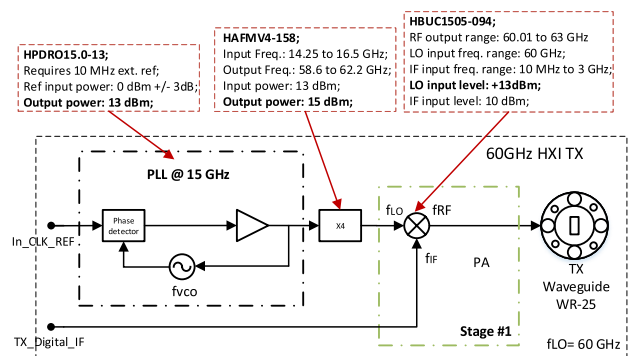 HPDRO15.0-13;
Requires 10 MHz ext. ref;
Ref input power: 0 dBm +/- 3dB;
Output power: 13 dBm;
HAFMV4-158;
Input Freq.: 14.25 to 16.5 GHz;
Output Freq.: 58.6 to 62.2 GHz;
Input power: 13 dBm;
Output power: 15 dBm;
HBUC1505-094;
RF output range: 60.01 to 63 GHz
LO input freq. range: 60 GHz;
IF input freq. range: 10 MHz to 3 GHz;
LO input level: +13dBm;
IF input level: 10 dBm;
60GHz HXI TX
PLL @ 15 GHz
Phase
detector
fvco
X4
fLO
fRF
fIF
PA
Stage #1
In_CLK_REF
TX_Digital_IF
TX
Waveguide
WR-25
fLO= 60 GHz